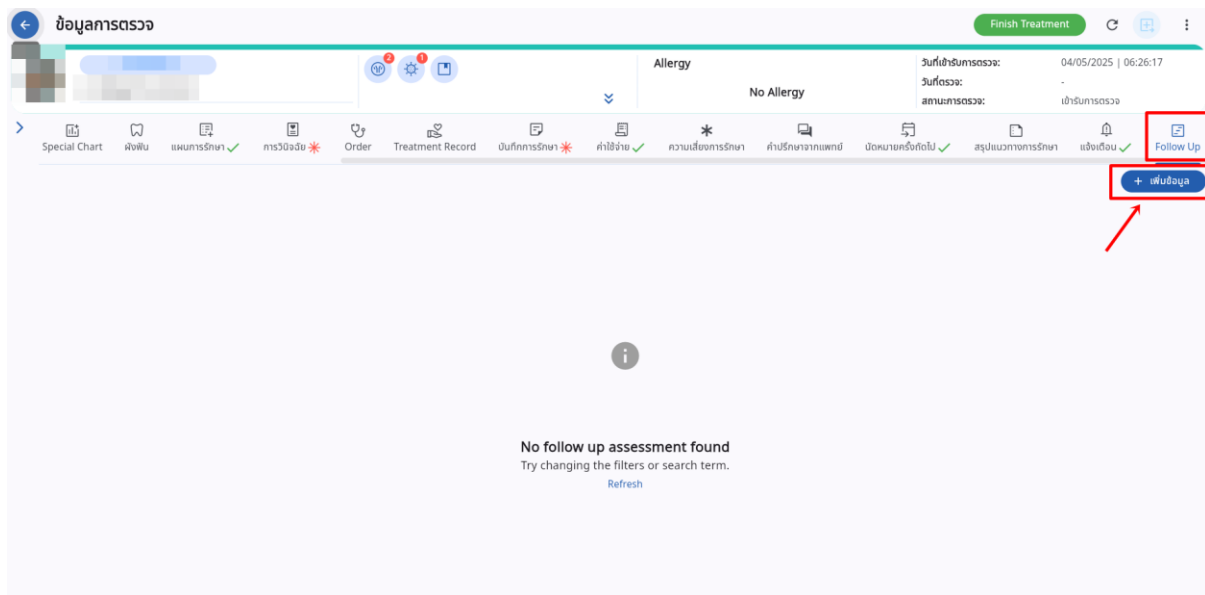 ข้อมูลการตรวจ
Finish Treatment
2
1
Allergy
No Allergy
วันที่เข้ารับการตรวจ: 04/05/2025 | 06:26:17
วันที่ตรวจ: -
สถานะการตรวจ: เข้ารับการตรวจ
Special Chart
ผังฟัน
แผนการรักษา
การวินิจฉัย
Order
Treatment Record
บันทึกการรักษา
ค่าใช้จ่าย
ความเสี่ยงการรักษา
คำปรึกษาจากแพทย์
นัดหมายครั้งถัดไป
สรุปแนวทางการรักษา
แจ้งเตือน
Follow Up
+ เพิ่มข้อมูล
No follow up assessment found
Try changing the filters or search term.
Refresh